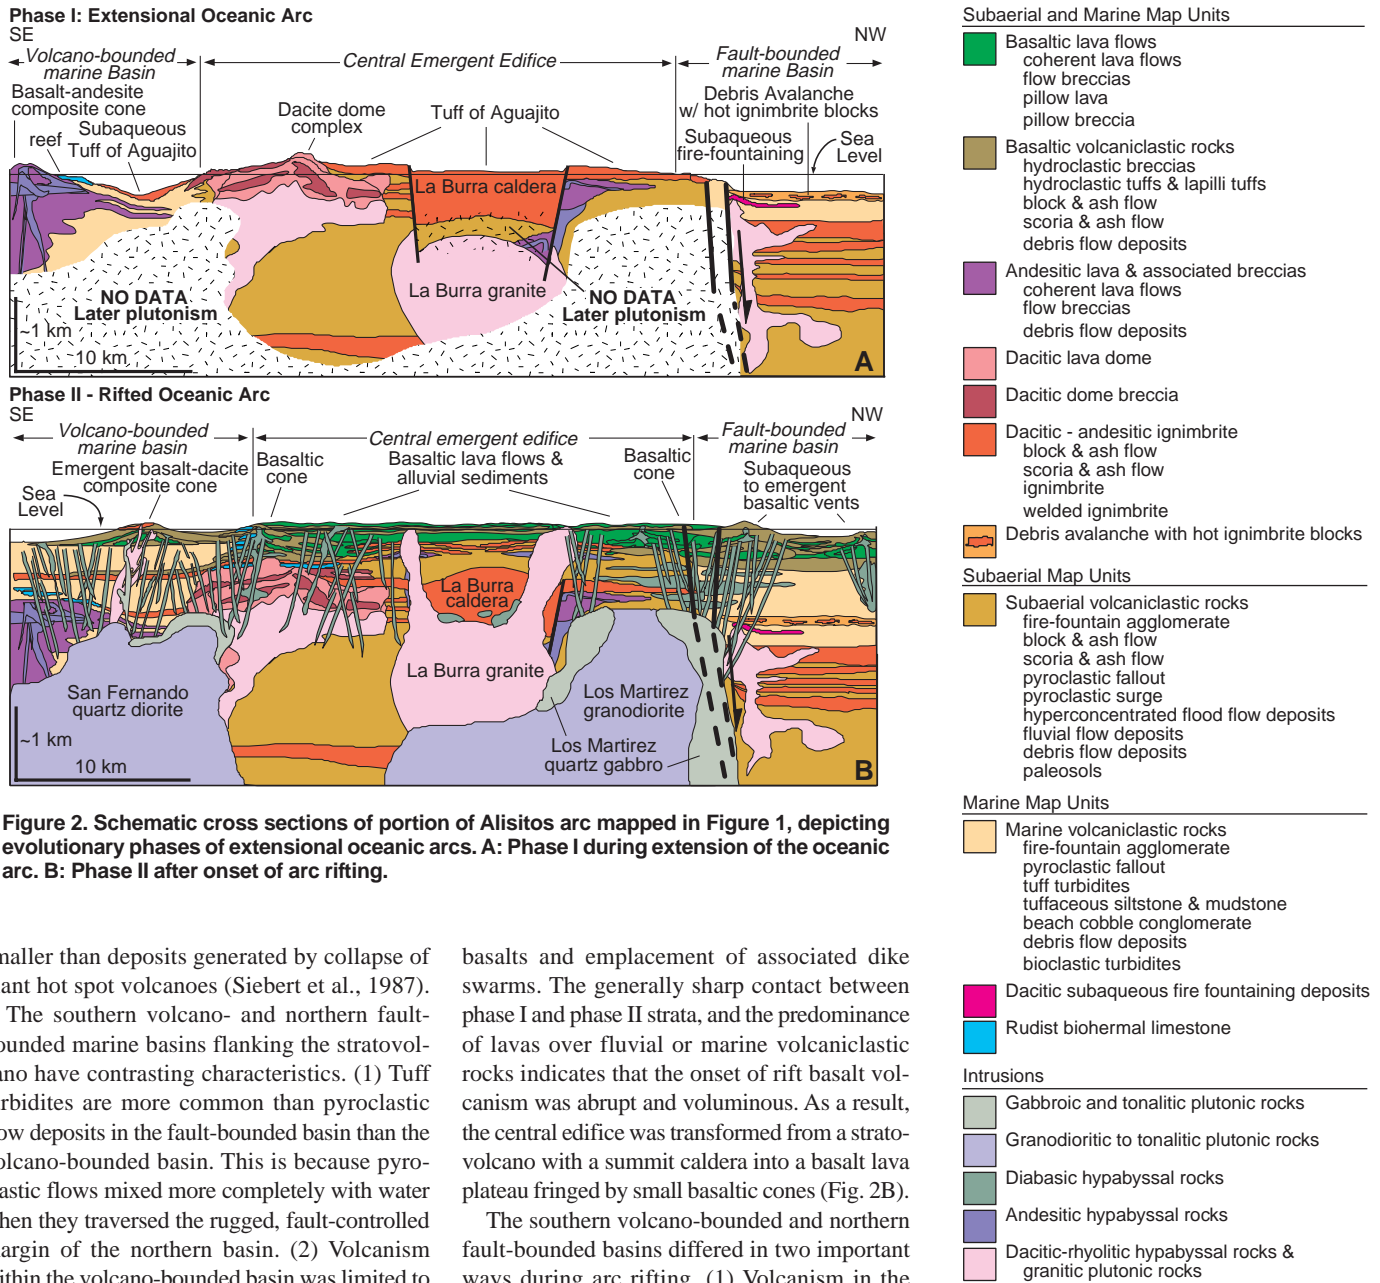 Phase I: Extensional Oceanic Arc
SE
NW
Volcano-bounded
marine Basin
Central Emergent Edifice
Fault-bounded
marine Basin
Basalt-andesite
composite cone
reef
Subaqueous
Tuff of Aguajito
Dacite dome
complex
Tuff of Aguajito
Debris Avalanche
w/ hot ignimbrite blocks
Subaqueous
fire-fountaining
Sea
Level
La Burra caldera
La Burra granite
NO DATA
Later plutonism
NO DATA
Later plutonism
~1 km
10 km
A
Phase II - Rifted Oceanic Arc
SE
NW
Volcano-bounded
marine basin
Central emergent edifice
Fault-bounded
marine basin
Emergent basalt-dacite
composite cone
Sea
Level
Basaltic
cone
Basaltic lava flows &
alluvial sediments
Basaltic
cone
Subaqueous
to emergent
basaltic vents
La Burra
caldera
La Burra granite
San Fernando
quartz diorite
Los Martirez
granodiorite
Los Martirez
quartz gabbro
~1 km
10 km
B
Figure 2. Schematic cross sections of portion of Alisitos arc mapped in Figure 1, depicting
evolutionary phases of extensional oceanic arcs. A: Phase I during extension of the oceanic
arc. B: Phase II after onset of arc rifting.
maller than deposits generated by collapse of
ant hot spot volcanoes (Siebert et al., 1987).
The southern volcano- and northern fault-
ounded marine basins flanking the stratovol-
ano have contrasting characteristics. (1) Tuff
rbidites are more common than pyroclastic
ow deposits in the fault-bounded basin than the
olcano-bounded basin. This is because pyro-
astic flows mixed more completely with water
hen they traversed the rugged, fault-controlled
argin of the northern basin. (2) Volcanism
ithin the volcano-bounded basin was limited to
basalts and emplacement of associated dike
swarms. The generally sharp contact between
phase I and phase II strata, and the predominance
of lavas over fluvial or marine volcaniclastic
rocks indicates that the onset of rift basalt vol-
canism was abrupt and voluminous. As a result,
the central edifice was transformed from a strato-
volcano with a summit caldera into a basalt lava
plateau fringed by small basaltic cones (Fig. 2B).
The southern volcano-bounded and northern
fault-bounded basins differed in two important
ways during arc rifting. (1) Volcanism in the
Subaerial and Marine Map Units
Basaltic lava flows
coherent lava flows
flow breccias
pillow lava
pillow breccia
Basaltic volcaniclastic rocks
hydroclastic breccias
hydroclastic tuffs & lapilli tuffs
block & ash flow
scoria & ash flow
debris flow deposits
Andesitic lava & associated breccias
coherent lava flows
flow breccias
debris flow deposits
Dacitic lava dome
Dacitic dome breccia
Dacitic - andesitic ignimbrite
block & ash flow
scoria & ash flow
ignimbrite
welded ignimbrite
Debris avalanche with hot ignimbrite blocks
Subaerial Map Units
Subaerial volcaniclastic rocks
fire-fountain agglomerate
block & ash flow
scoria & ash flow
pyroclastic fallout
pyroclastic surge
hyperconcentrated flood flow deposits
fluvial flow deposits
debris flow deposits
paleosols
Marine Map Units
Marine volcaniclastic rocks
fire-fountain agglomerate
pyroclastic fallout
tuff turbidites
tuffaceous siltstone & mudstone
beach cobble conglomerate
debris flow deposits
bioclastic turbidites
Dacitic subaqueous fire fountaining deposits
Rudist biohermal limestone
Intrusions
Gabbroic and tonalitic plutonic rocks
Granodioritic to tonalitic plutonic rocks
Diabasic hypabyssal rocks
Andesitic hypabyssal rocks
Dacitic-rhyolitic hypabyssal rocks &
granitic plutonic rocks